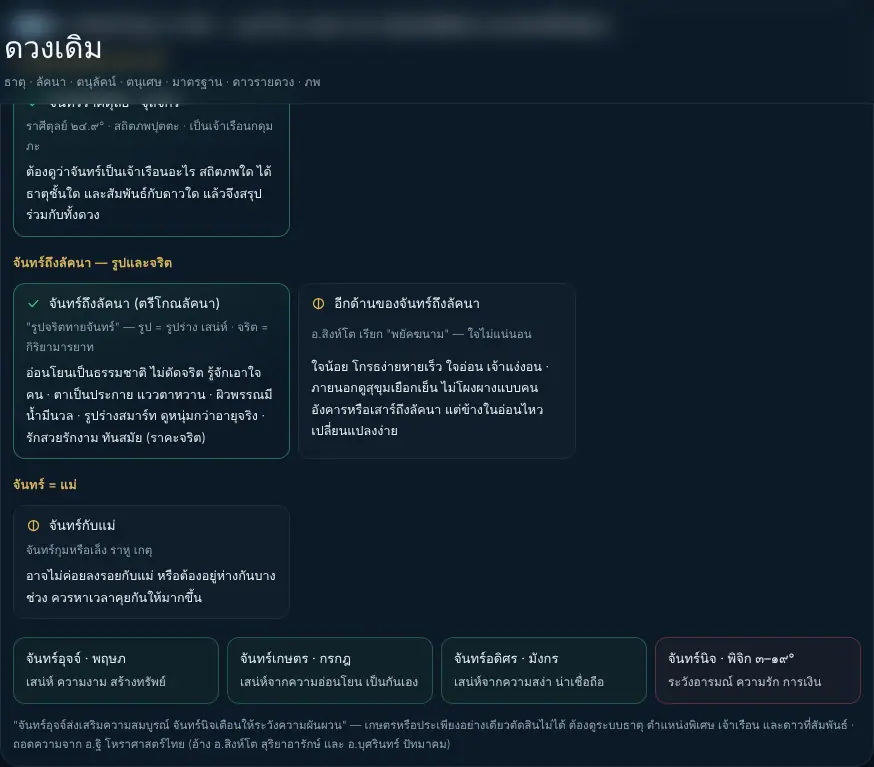 ดวงเดิม
ธาตุ · ลัคนา · ตนุลัคน์ · ตนุเศษ · มาตรฐาน · ดาวรายดวง · ภพ
ราศีตุลย์ ๒๔.๙° · สถิตภพปุตตะ · เป็นเจ้าเรือนกดุม
ภะ
ต้องดูว่าจันทร์เป็นเจ้าเรือนอะไร สถิตภพใด ได้
ธาตุชั้นใด และสัมพันธ์กับดาวใด แล้วจึงสรุป
ร่วมกับทั้งดวง
จันทร์ถึงลัคนา — รูปและจริต
จันทร์ถึงลัคนา (ตรีโกณลัคนา)
"รูปจริตทายจันทร์" — รูป = รูปร่าง เสน่ห์ · จริต =
กิริยามารยาท
อ่อนโยนเป็นธรรมชาติ ไม่ดัดจริต รู้จักเอาใจ
คน · ตาเป็นประกาย แววตาหวาน · ผิวพรรณมี
น้ำมีนวล · รูปร่างสมาร์ท ดูหนุ่มกว่าอายุจริง ·
รักสวยรักงาม ทันสมัย (ราคะจริต)
อีกด้านของจันทร์ถึงลัคนา
อ.สิงห์โต เรียก "พยัคฆนาม" — ใจไม่แน่นอน
ใจน้อย โกรธง่ายหายเร็ว ใจอ่อน เจ้าแง่งอน ·
ภายนอกดูสุขุมเยือกเย็น ไม่โผงผางแบบคน
อังคารหรือเสาร์ถึงลัคนา แต่ข้างในอ่อนไหว
เปลี่ยนแปลงง่าย
จันทร์ = แม่
จันทร์กับแม่
จันทร์กุมหรือเล็ง ราหู เกตุ
อาจไม่ค่อยลงรอยกับแม่ หรือต้องอยู่ห่างกันบาง
ช่วง ควรหาเวลาคุยกันให้มากขึ้น
จันทร์อุจจ์ · พฤษภ
เสน่ห์ ความงาม สร้างทรัพย์
จันทร์เกษตร · กรกฎ
เสน่ห์จากความอ่อนโยน เป็นกันเอง
จันทร์อดิศร · มังกร
เสน่ห์จากความสง่า น่าเชื่อถือ
จันทร์นิจ · พิจิก ๓–๑๙°
ระวังอารมณ์ ความรัก การเงิน
"จันทร์อุจจ์ส่งเสริมความสมบูรณ์ จันทร์นิจเตือนให้ระวังความผันผวน" — เกษตรหรือประเพียงอย่างเดียวตัดสินไม่ได้ ต้องดูระบบธาตุ ตำแหน่งพิเศษ เจ้าเรือน และดาวที่สัมพันธ์ ·
ถอดความจาก อ.ฐิ โหราศาสตร์ไทย (อ้าง อ.สิงห์โต สุริยาอารักษ์ และ อ.บุศรินทร์ ปัทมาคม)